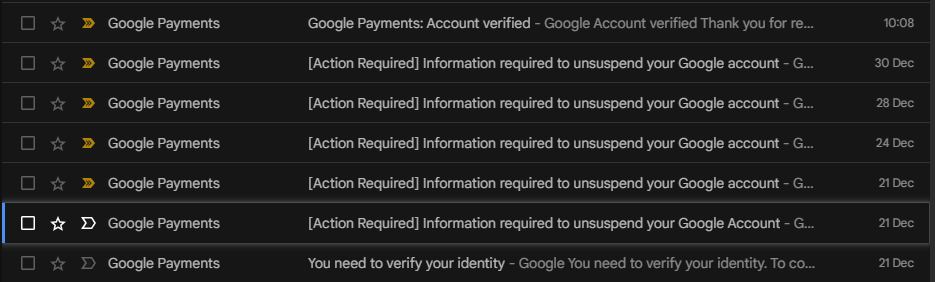 Google Payments Google Payments: Account verified - Google Account verified Thank you for re... 10:08
Google Payments [Action Required] Information required to unsuspend your Google account - G... 30 Dec
Google Payments [Action Required] Information required to unsuspend your Google account - G... 28 Dec
Google Payments [Action Required] Information required to unsuspend your Google account - G... 24 Dec
Google Payments [Action Required] Information required to unsuspend your Google account - G... 21 Dec
Google Payments [Action Required] Information required to unsuspend your Google Account - G... 21 Dec
Google Payments You need to verify your identity - Google You need to verify your identity. To co... 21 Dec